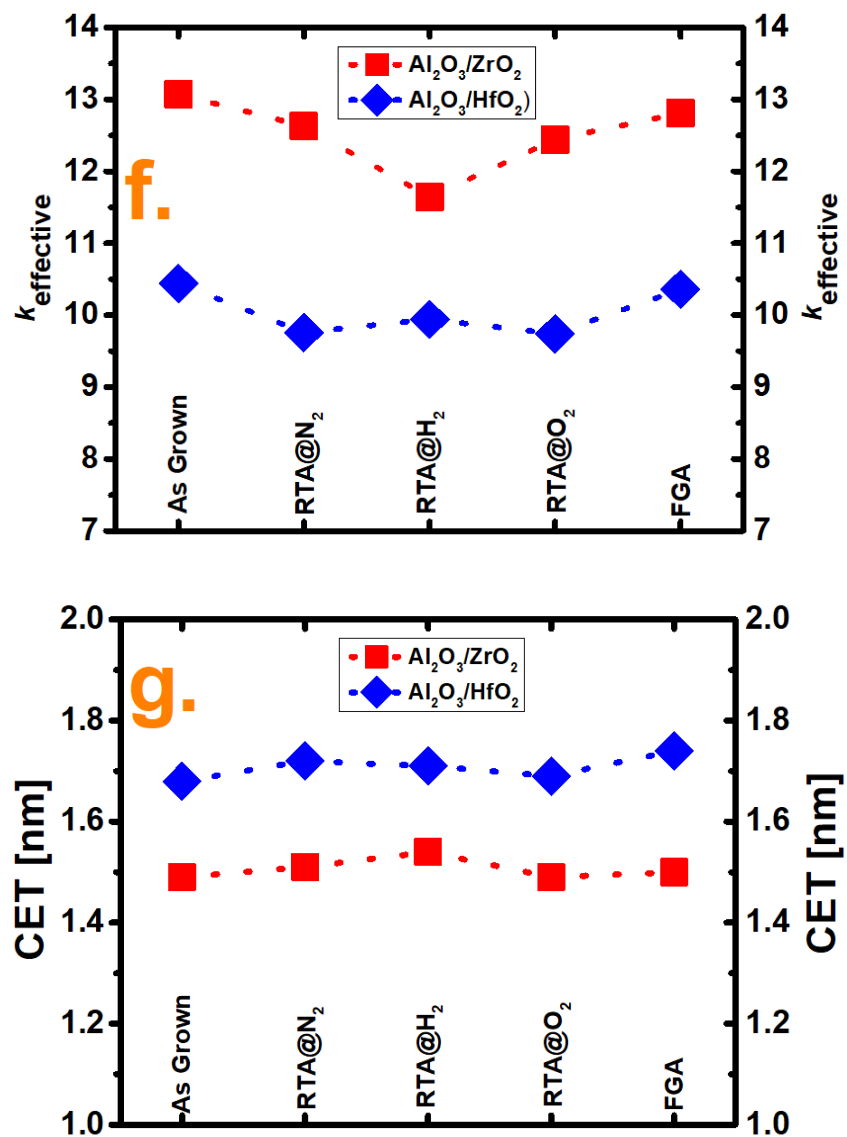 14
13
12
11
10
9
8
7
k effective
f.
Al₂O₃/ZrO₂
Al₂O₃/HfO₂)
As Grown
RTA@N₂
RTA@H₂
RTA@O₂
FGA
14
13
12
11
10
9
8
7
k effective
2.0
1.8
1.6
1.4
1.2
1.0
CET [nm]
g.
Al₂O₃/ZrO₂
Al₂O₃/HfO₂
As Grown
RTA@N₂
RTA@H₂
RTA@O₂
FGA
2.0
1.8
1.6
1.4
1.2
1.0
CET [nm]